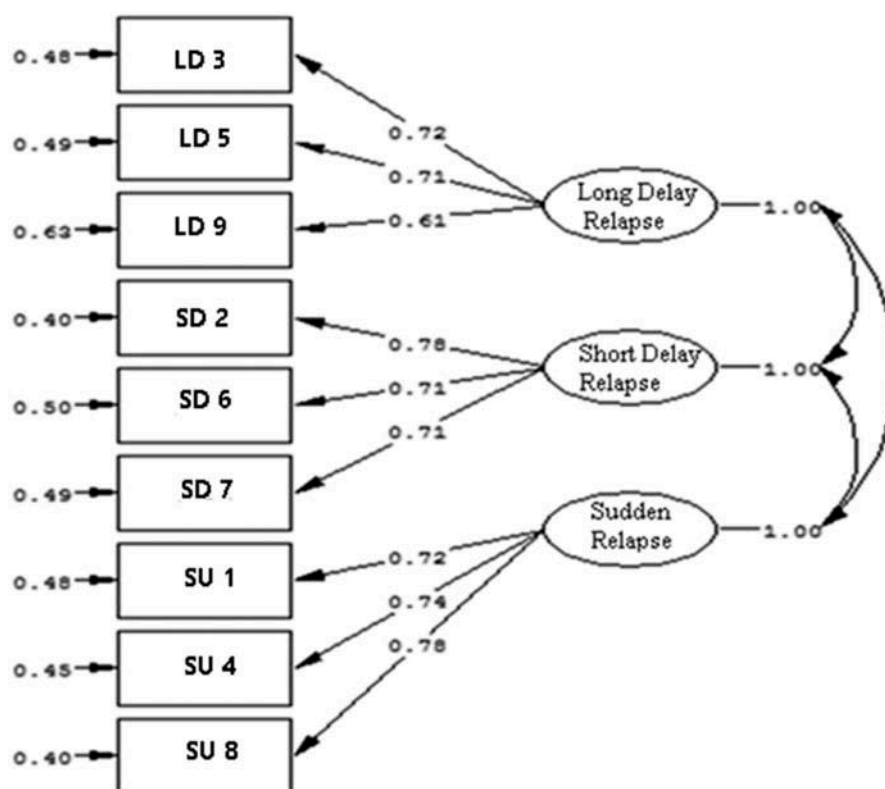 0.48
LD 3
0.72
0.49
LD 5
0.71
Long Delay
Relapse
1.00
0.63
LD 9
0.61
0.40
SD 2
0.78
Short Delay
Relapse
1.00
0.50
SD 6
0.71
0.71
0.49
SD 7
Sudden
Relapse
1.00
0.48
SU 1
0.72
0.74
0.45
SU 4
0.78
0.40
SU 8